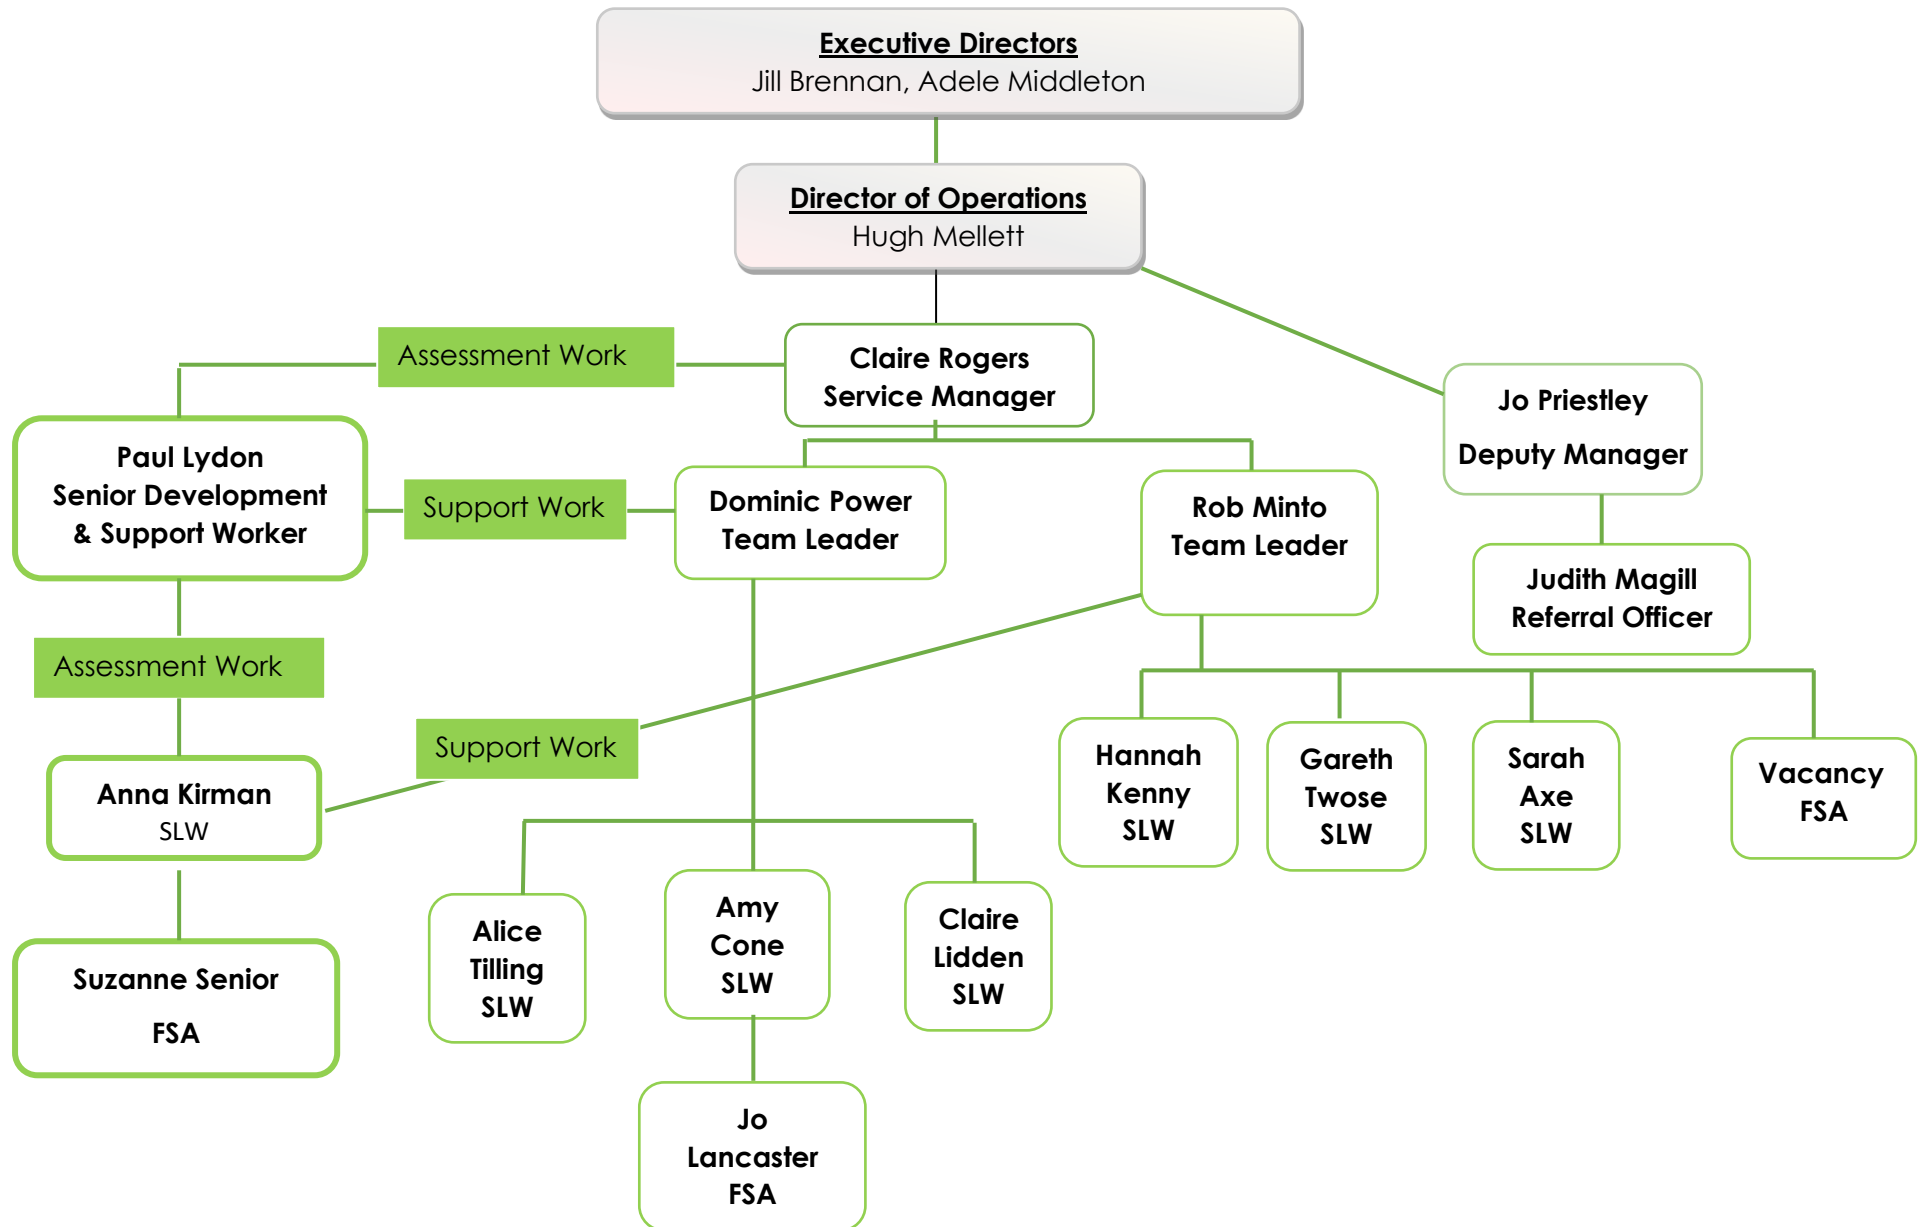 Executive Directors
Jill Brennan, Adele Middleton
Director of Operations
Hugh Mellett
Assessment Work
Claire Rogers
Service Manager
Jo Priestley
Deputy Manager
Paul Lydon
Senior Development
& Support Worker
Support Work
Dominic Power
Team Leader
Rob Minto
Team Leader
Judith Magill
Referral Officer
Assessment Work
Support Work
Anna Kirman
SLW
Hannah
Kenny
SLW
Gareth
Twose
SLW
Sarah
Axe
SLW
Vacancy
FSA
Suzanne Senior
FSA
Alice
Tilling
SLW
Amy
Cone
SLW
Claire
Lidden
SLW
Jo
Lancaster
FSA